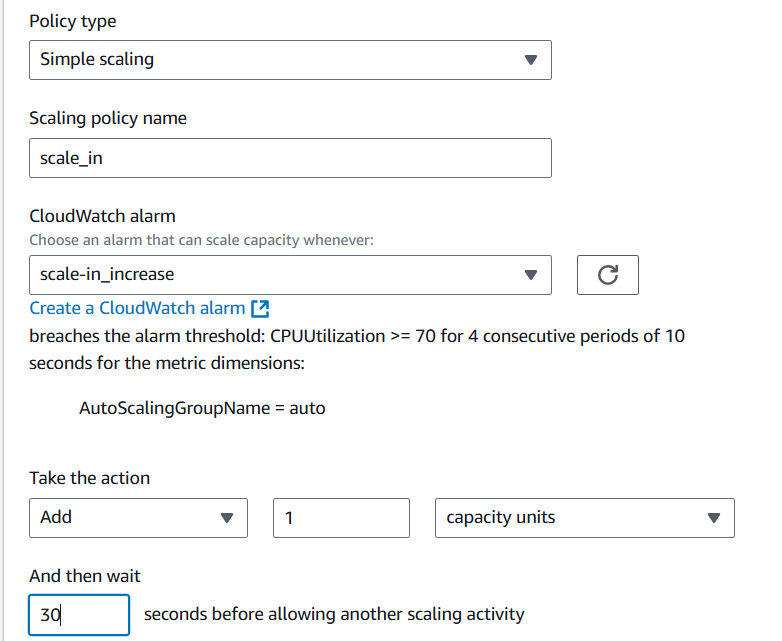 Policy type
Simple scaling
Scaling policy name
scale_in
CloudWatch alarm
Choose an alarm that can scale capacity whenever:
scale-in_increase
Create a CloudWatch alarm
breaches the alarm threshold: CPUUtilization >= 70 for 4 consecutive periods of 10
seconds for the metric dimensions:
AutoScalingGroupName = auto
Take the action
Add 1 capacity units
And then wait
30 seconds before allowing another scaling activity